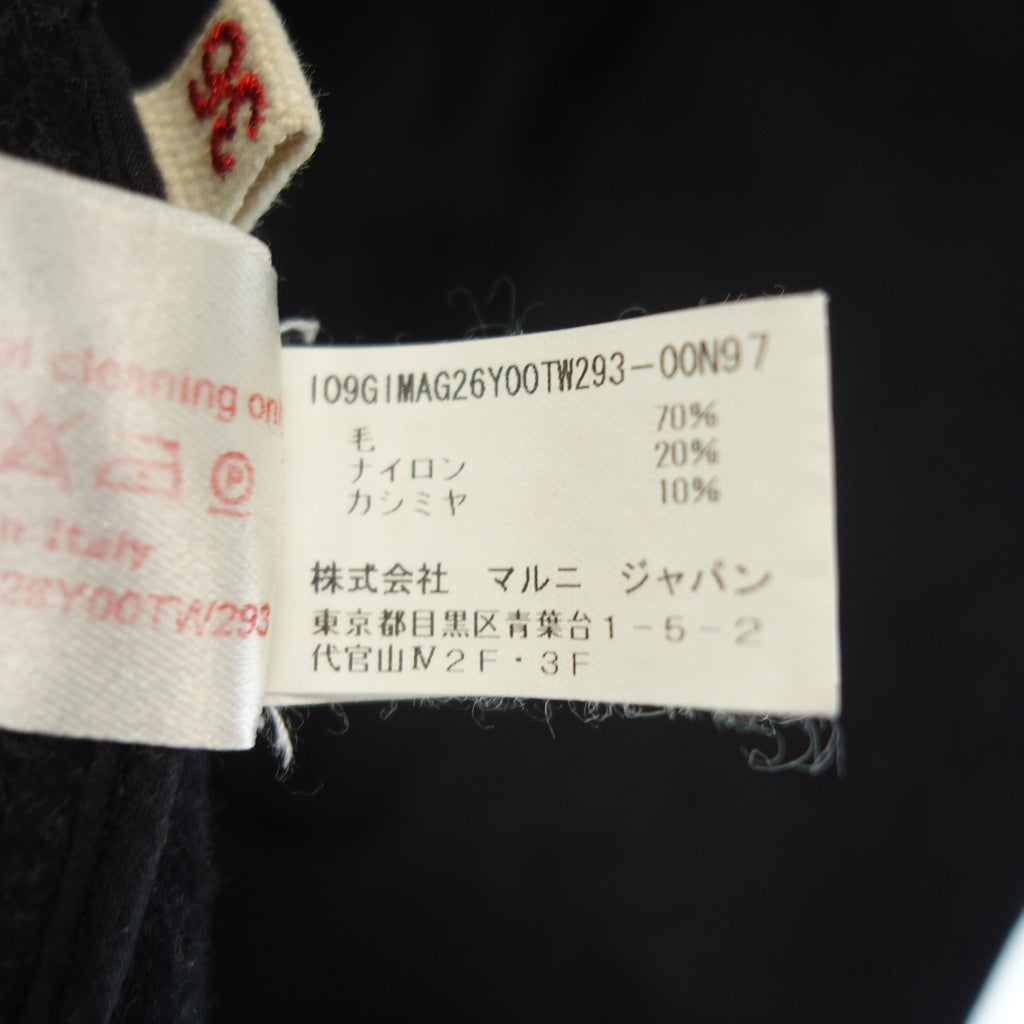 cleaning
P
Italy
26Y00TW293
I09GIMAG26Y00TW293-00N97
毛 70%
ナイロン 20%
カシミヤ 10%
株式会社 マルニ ジャパン
東京都目黒区青葉台1-5-2
代官山Ⅳ2F・3F